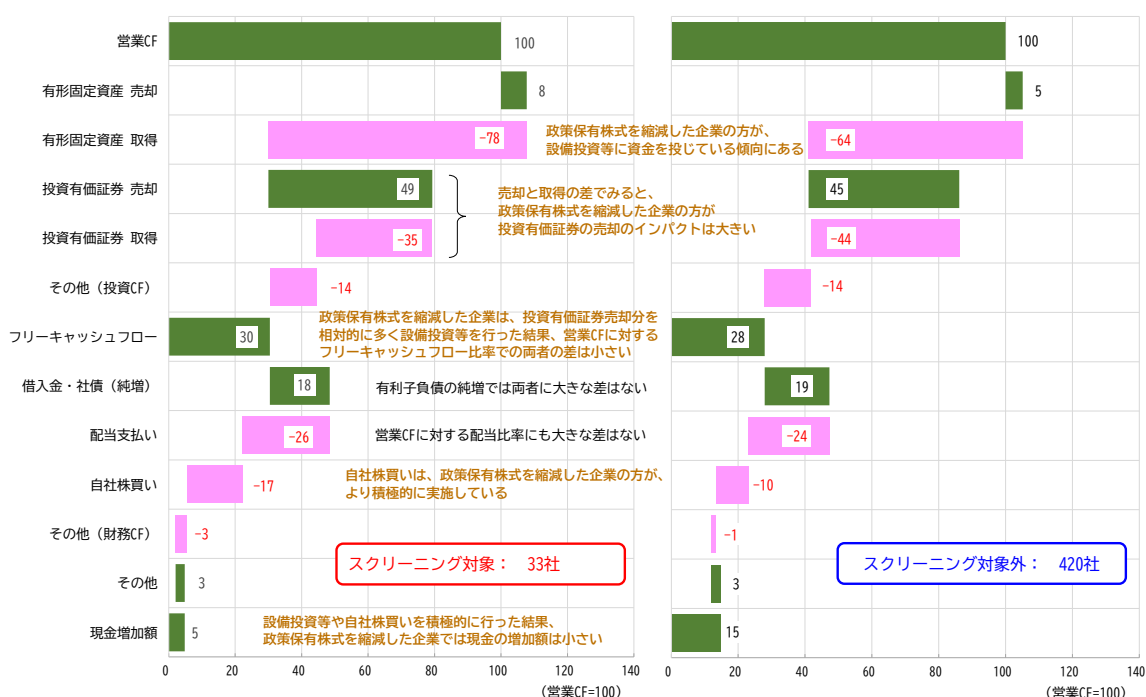 営業CF
100
100
有形固定資産 売却
8
5
有形固定資産 取得
-78
政策保有株式を縮減した企業の方が、
設備投資等に資金を投じている傾向にある
-64
投資有価証券 売却
49
売却と取得の差でみると、
政策保有株式を縮減した企業の方が
投資有価証券の売却のインパクトは大きい
45
投資有価証券 取得
-35
-44
その他（投資CF）
-14
-14
政策保有株式を縮減した企業は、投資有価証券売却分を
相対的に多く設備投資等を行った結果、営業CFに対する
フリーキャッシュフロー比率での両者の差は小さい
フリーキャッシュフロー
30
28
借入金・社債（純増）
18
有利子負債の純増では両者に大きな差はない
19
配当支払い
-26
営業CFに対する配当比率にも大きな差はない
-24
自社株買い
-17
自社株買いは、政策保有株式を縮減した企業の方が、
より積極的に実施している
-10
その他（財務CF）
-3
-1
スクリーニング対象： 33社
スクリーニング対象外： 420社
その他
3
3
現金増加額
5
設備投資等や自社株買いを積極的に行った結果、
政策保有株式を縮減した企業では現金の増加額は小さい
15
0 20 40 60 80 100 120 140
0 20 40 60 80 100 120 140
（営業CF=100）
（営業CF=100）